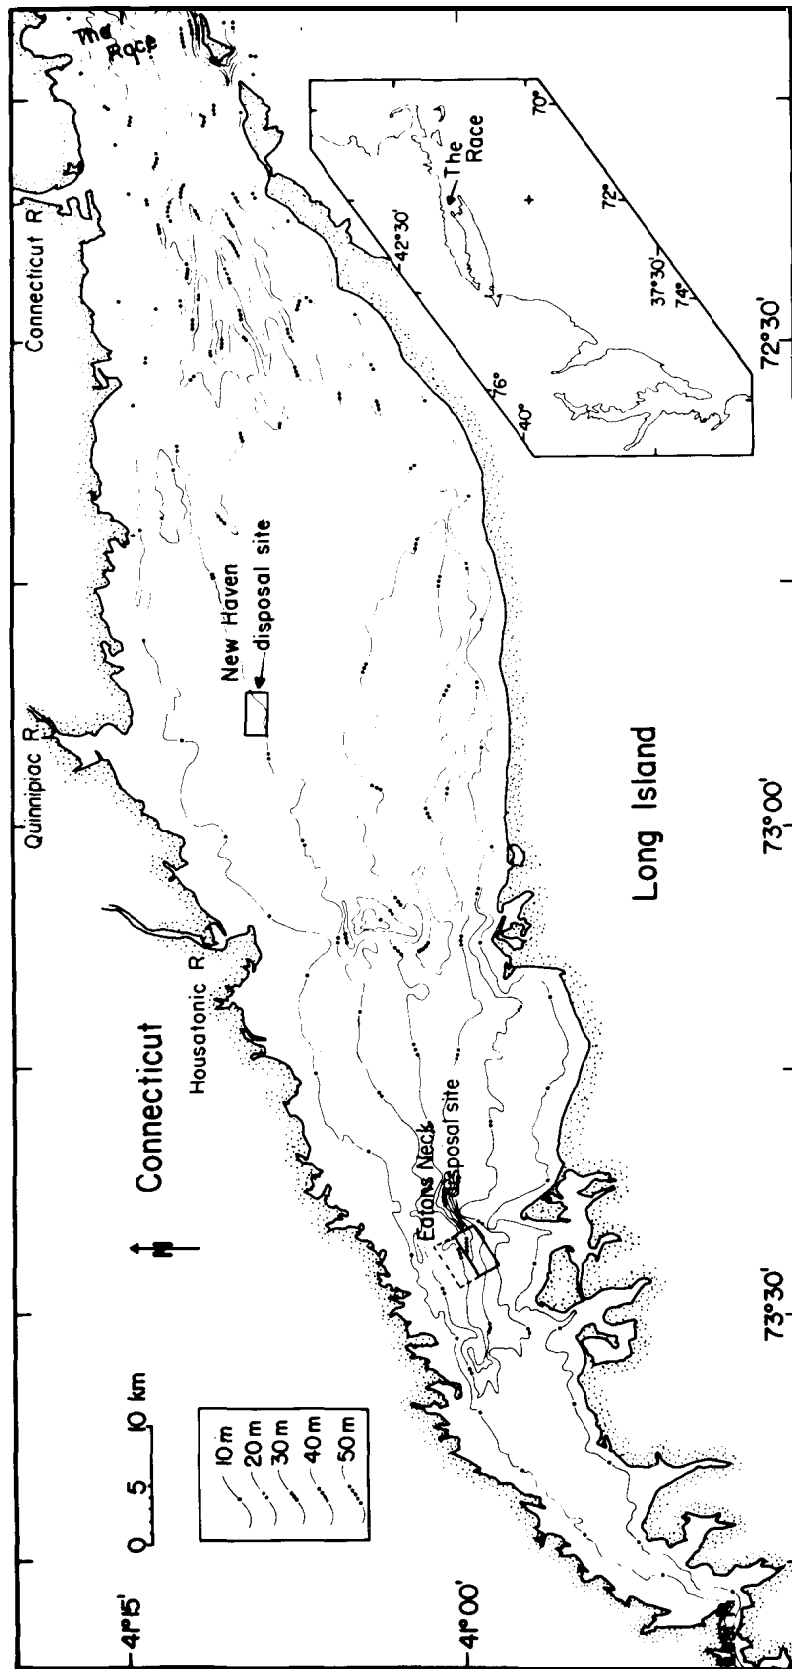 The
Race
Connecticut R.
Quinnipiac R.
Housatonic R.
Connecticut
New Haven
disposal site
Eatons Neck
disposal site
Long Island
N
0 5 10 km
10 m
20 m
30 m
40 m
50 m
41°15'
41°00'
73°30'
73°00'
72°30'
The
Race
42°30'
40°
76°
74°
37°30'
72°
70°